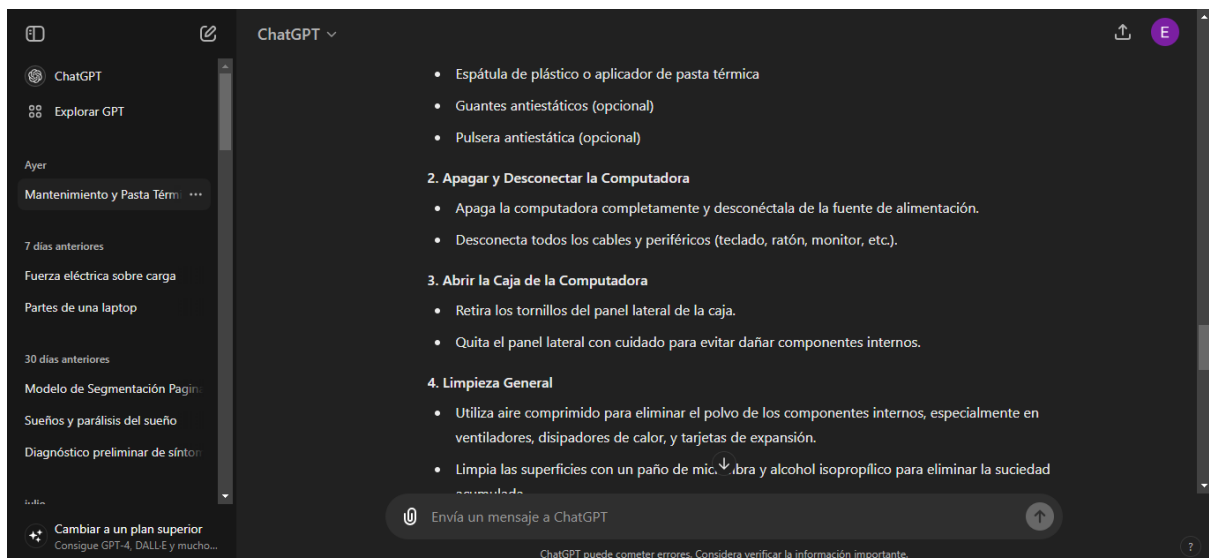 ChatGPT
Explorar GPT
Ayer
Mantenimiento y Pasta Térm
7 días anteriores
Fuerza eléctrica sobre carga
Partes de una laptop
30 días anteriores
Modelo de Segmentación Pagin
Sueños y parálisis del sueño
Diagnóstico preliminar de síntom
julio
Cambiar a un plan superior
Consigue GPT-4, DALL·E y mucho...
ChatGPT
E
• Espátula de plástico o aplicador de pasta térmica
• Guantes antiestáticos (opcional)
• Pulsera antiestática (opcional)
2. Apagar y Desconectar la Computadora
• Apaga la computadora completamente y desconéctala de la fuente de alimentación.
• Desconecta todos los cables y periféricos (teclado, ratón, monitor, etc.).
3. Abrir la Caja de la Computadora
• Retira los tornillos del panel lateral de la caja.
• Quita el panel lateral con cuidado para evitar dañar componentes internos.
4. Limpieza General
• Utiliza aire comprimido para eliminar el polvo de los componentes internos, especialmente en
ventiladores, disipadores de calor, y tarjetas de expansión.
• Limpia las superficies con un paño de microfibra y alcohol isopropílico para eliminar la suciedad
acumulada
Envía un mensaje a ChatGPT
ChatGPT puede cometer errores. Considera verificar la información importante.
?